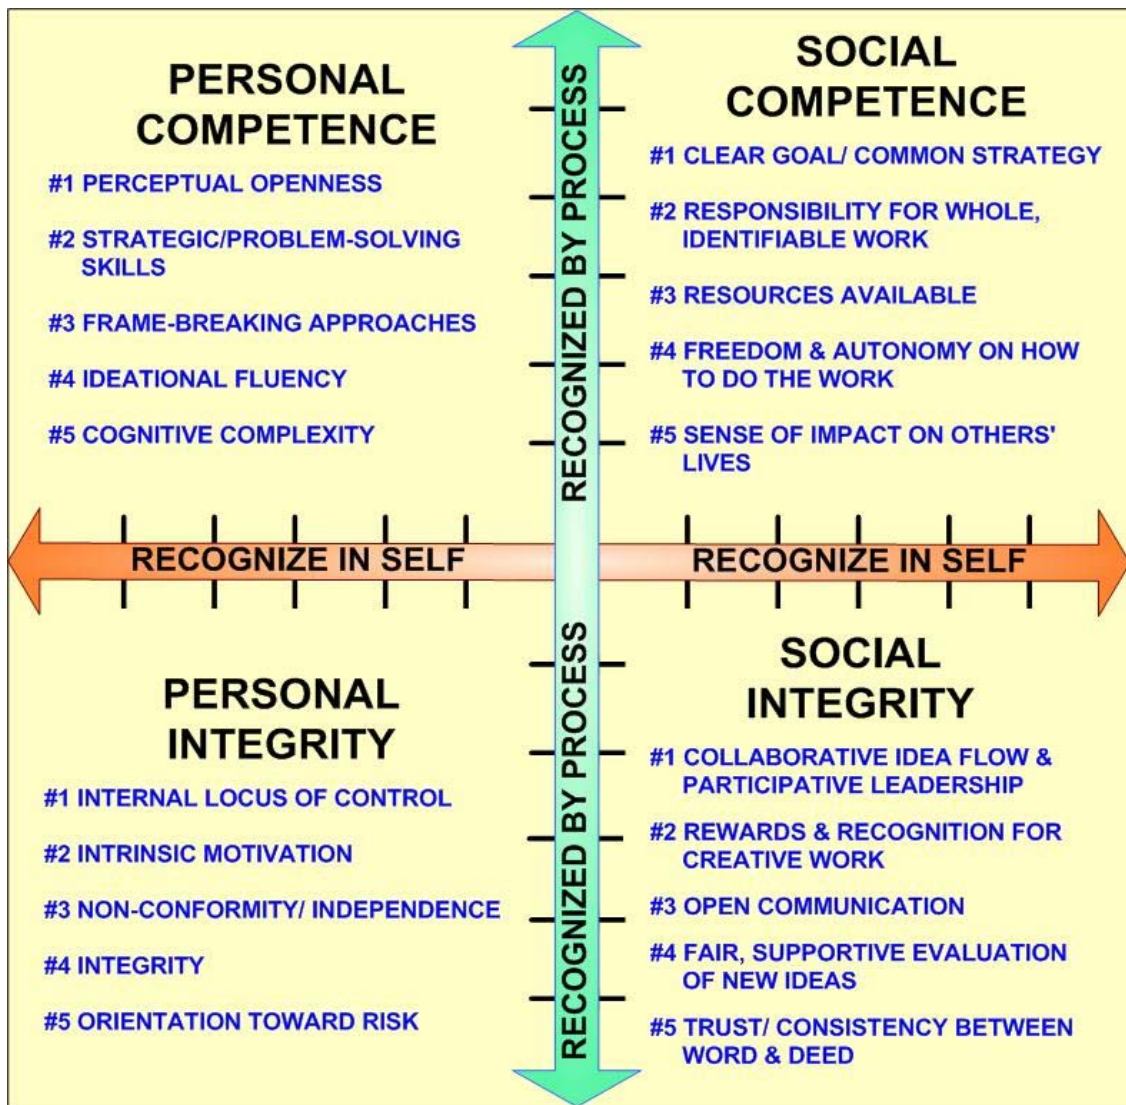 PERSONAL
COMPETENCE
#1 PERCEPTUAL OPENNESS
#2 STRATEGIC/PROBLEM-SOLVING
SKILLS
#3 FRAME-BREAKING APPROACHES
#4 IDEATIONAL FLUENCY
#5 COGNITIVE COMPLEXITY
RECOGNIZED BY PROCESS
SOCIAL
COMPETENCE
#1 CLEAR GOAL/ COMMON STRATEGY
#2 RESPONSIBILITY FOR WHOLE,
IDENTIFIABLE WORK
#3 RESOURCES AVAILABLE
#4 FREEDOM & AUTONOMY ON HOW
TO DO THE WORK
#5 SENSE OF IMPACT ON OTHERS'
LIVES
RECOGNIZE IN SELF
RECOGNIZE IN SELF
PERSONAL
INTEGRITY
#1 INTERNAL LOCUS OF CONTROL
#2 INTRINSIC MOTIVATION
#3 NON-CONFORMITY/ INDEPENDENCE
#4 INTEGRITY
#5 ORIENTATION TOWARD RISK
RECOGNIZED BY PROCESS
SOCIAL
INTEGRITY
#1 COLLABORATIVE IDEA FLOW &
PARTICIPATIVE LEADERSHIP
#2 REWARDS & RECOGNITION FOR
CREATIVE WORK
#3 OPEN COMMUNICATION
#4 FAIR, SUPPORTIVE EVALUATION
OF NEW IDEAS
#5 TRUST/ CONSISTENCY BETWEEN
WORD & DEED